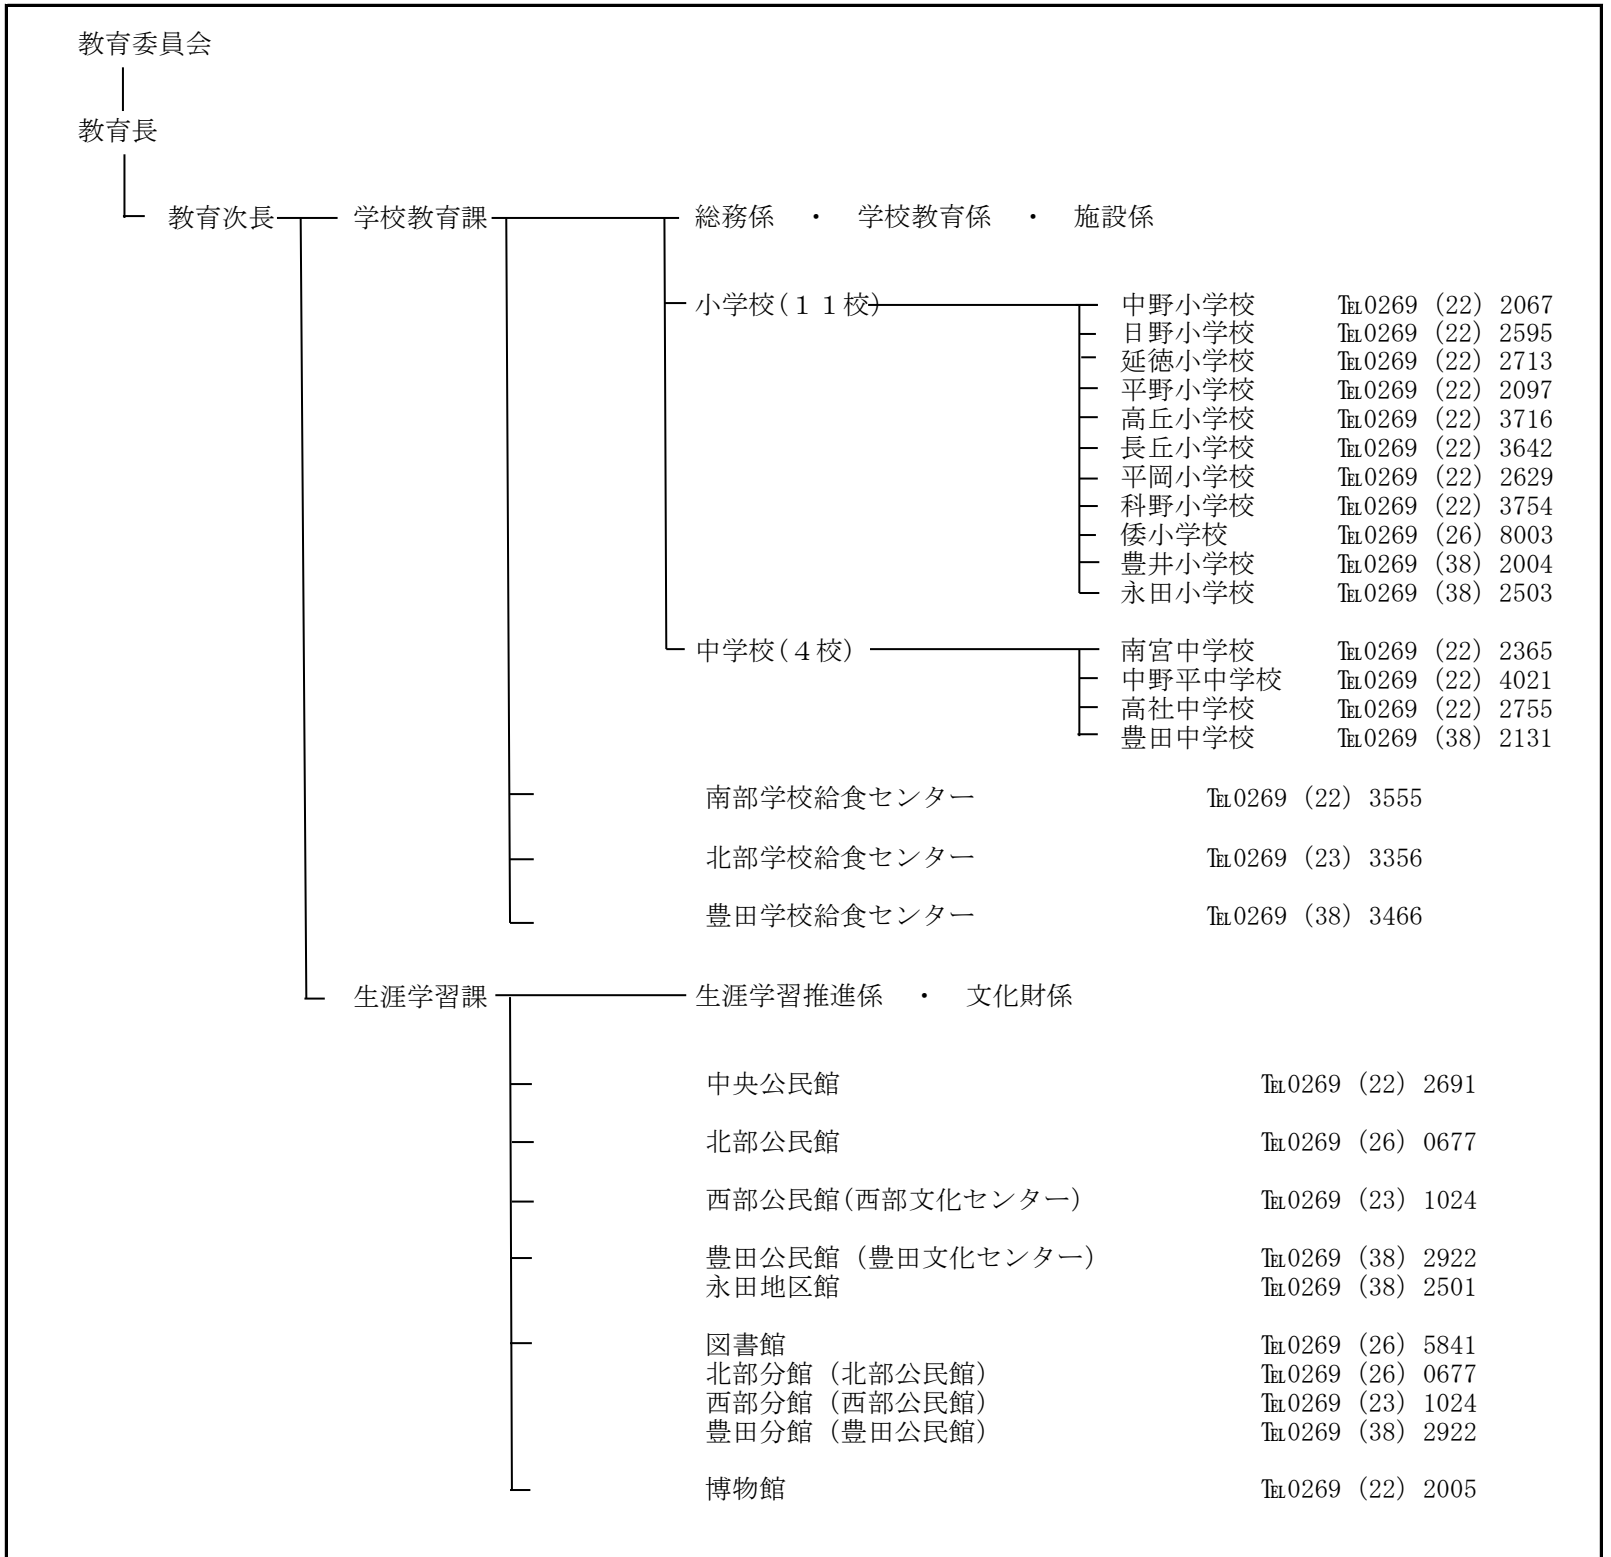 教育委員会
教育長
教育次長 学校教育課 総務係 ・ 学校教育係 ・ 施設係
小学校(１１校) 中野小学校 ℡0269 (22) 2067
日野小学校 ℡0269 (22) 2595
延徳小学校 ℡0269 (22) 2713
平野小学校 ℡0269 (22) 2097
高丘小学校 ℡0269 (22) 3716
長丘小学校 ℡0269 (22) 3642
平岡小学校 ℡0269 (22) 2629
科野小学校 ℡0269 (22) 3754
倭小学校 ℡0269 (26) 8003
豊井小学校 ℡0269 (38) 2004
永田小学校 ℡0269 (38) 2503
中学校(４校) 南宮中学校 ℡0269 (22) 2365
中野平中学校 ℡0269 (22) 4021
高社中学校 ℡0269 (22) 2755
豊田中学校 ℡0269 (38) 2131
南部学校給食センター ℡0269 (22) 3555
北部学校給食センター ℡0269 (23) 3356
豊田学校給食センター ℡0269 (38) 3466
生涯学習課 生涯学習推進係 ・ 文化財係
中央公民館 ℡0269 (22) 2691
北部公民館 ℡0269 (26) 0677
西部公民館(西部文化センター) ℡0269 (23) 1024
豊田公民館 (豊田文化センター) ℡0269 (38) 2922
永田地区館 ℡0269 (38) 2501
図書館 ℡0269 (26) 5841
北部分館 (北部公民館) ℡0269 (26) 0677
西部分館 (西部公民館) ℡0269 (23) 1024
豊田分館 (豊田公民館) ℡0269 (38) 2922
博物館 ℡0269 (22) 2005